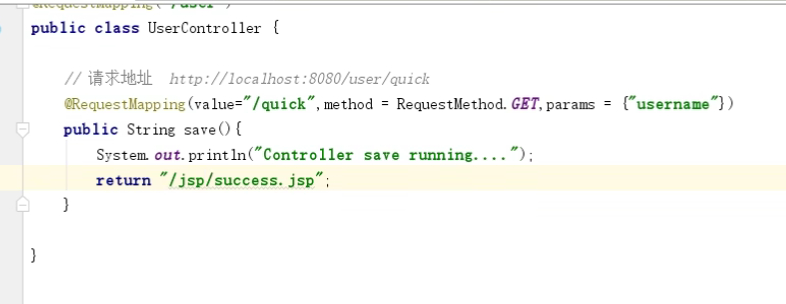 @RequestMapping("/user")
public class UserController {
// 请求地址 http://localhost:8080/user/quick
@RequestMapping(value="/quick",method = RequestMethod.GET,params = {"username"})
public String save(){
System.out.println("Controller save running....");
return "/jsp/success.jsp";
}
}